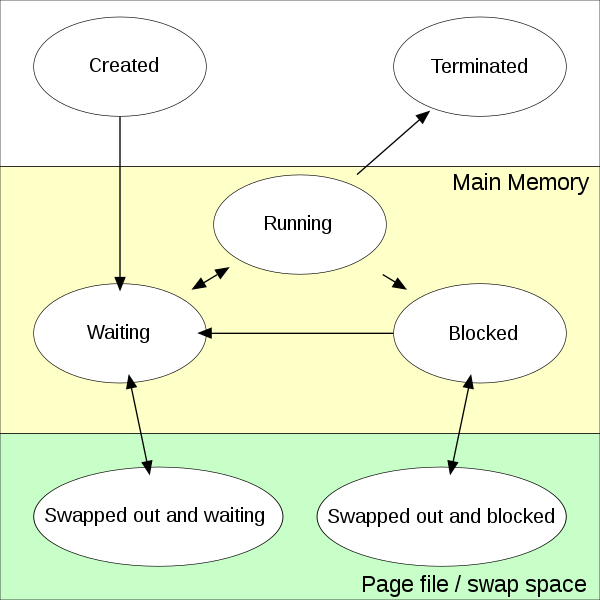 Created
Terminated
Main Memory
Running
Waiting
Blocked
Swapped out and waiting
Swapped out and blocked
Page file / swap space